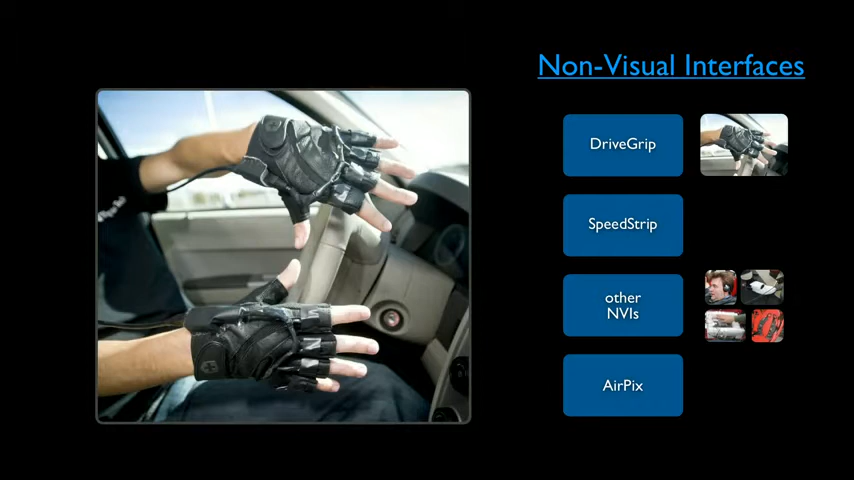 Non-Visual Interfaces
DriveGrip
SpeedStrip
other
NVIs
AirPix